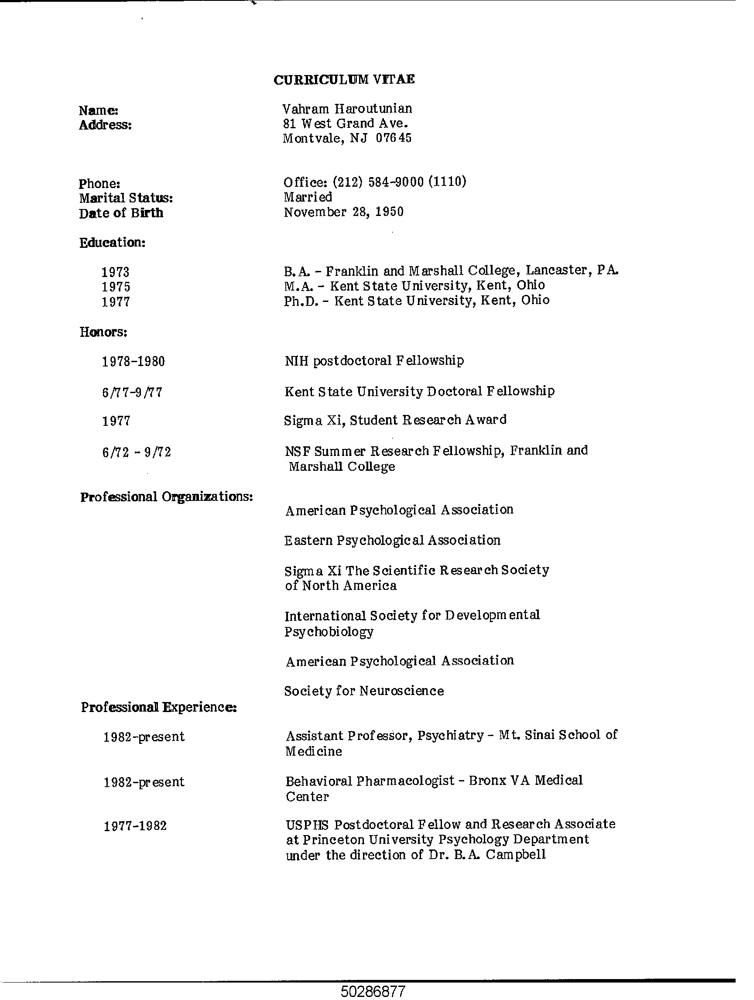 CURRICULUM VITAE
Name: Vahram Haroutunian
Address: 81 West Grand Ave.
Montvale, NJ 07645
Phone: Office: (212) 584-9000 (1110)
Marital Status: Married
Date of Birth November 28, 1950
Education:
1973 B.A. - Franklin and Marshall College, Lancaster, PA.
1975 M.A. - Kent State University, Kent, Ohio
1977 Ph.D. - Kent State University, Kent, Ohio
Honors:
1978-1980 NIH postdoctoral Fellowship
6/77-9/77 Kent State University Doctoral Fellowship
1977 Sigma Xi, Student Research Award
6/72 - 9/72 NSF Summer Research Fellowship, Franklin and
Marshall College
Professional Organizations:
American Psychological Association
Eastern Psychological Association
Sigma Xi The Scientific Research Society
of North America
International Society for Developmental
Psychobiology
American Psychological Association
Society for Neuroscience
Professional Experience:
1982-present Assistant Professor, Psychiatry - Mt. Sinai School of
Medicine
1982-present Behavioral Pharmacologist - Bronx VA Medical
Center
1977-1982 USPHS Postdoctoral Fellow and Research Associate
at Princeton University Psychology Department
under the direction of Dr. B.A. Campbell
50286877